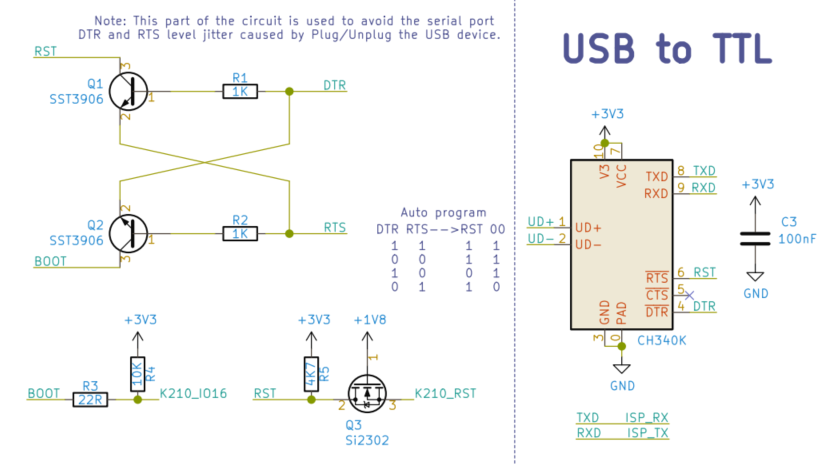 Note: This part of the circuit is used to avoid the serial port
DTR and RTS level jitter caused by Plug/Unplug the USB device.
USB to TTL
RST
3
Q1
SST3906
1
2
R1
1K
DTR
Q2
SST3906
2
1
3
R2
1K
RTS
BOOT
Auto program
DTR RTS-->RST 00
1 1 1 1
0 0 1 1
1 0 0 1
0 1 1 0
+3V3
BOOT
R3
22R
10K
R4
K210_IO16
+3V3
+1V8
RST
4K7
R5
1
2
3
K210_RST
Q3
Si2302
+3V3
10
7
V3
VCC
TXD
8
TXD
RXD
9
RXD
UD+
1
UD+
UD-
2
UD-
RTS
6
RST
CTS
5
DTR
4
DTR
GND
PAD
3
0
CH340K
GND
+3V3
C3
100nF
GND
TXD ISP_RX
RXD ISP_TX